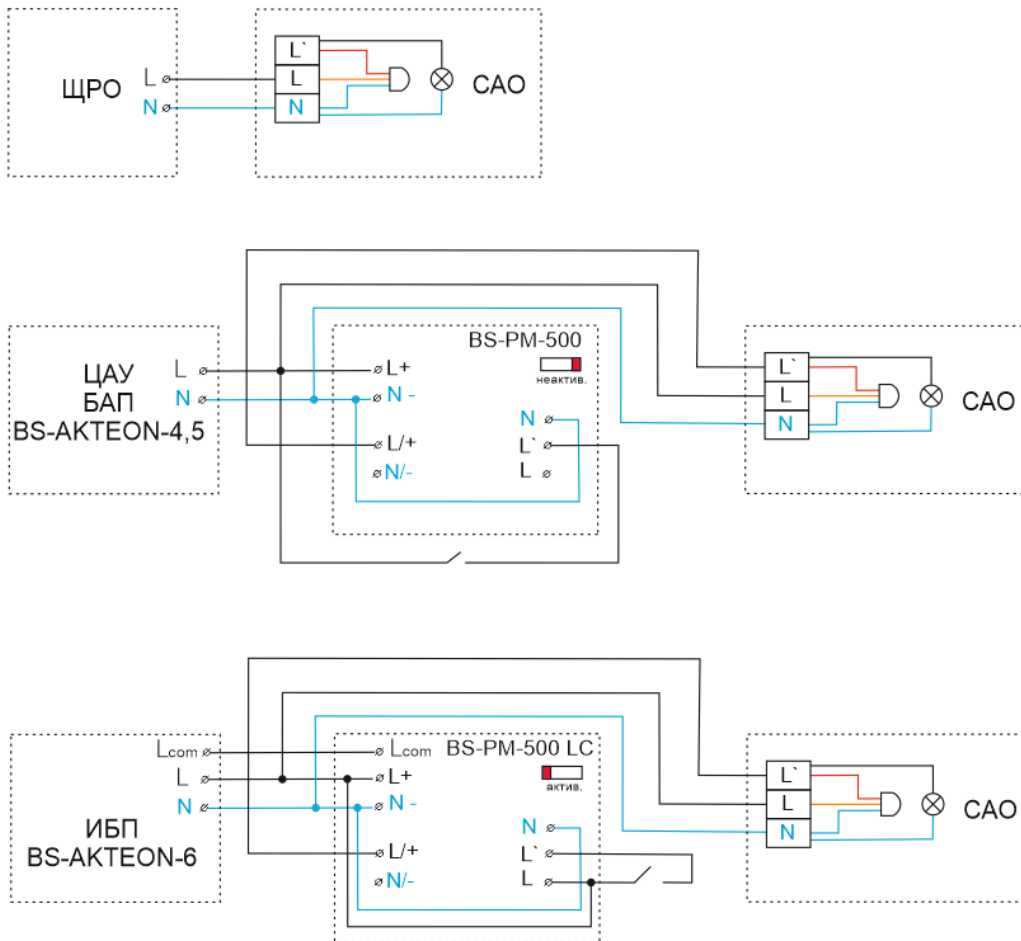 ЩРО
L
N
L`
L
N
САО
ЦАУ
БАП
BS-AKTEON-4,5
L
N
BS-PM-500
неактив.
L+
N -
L/+
N/-
N
L`
L
L`
L
N
САО
ИБП
BS-AKTEON-6
Lcom
L
N
Lcom
BS-PM-500 LC
актив.
L+
N -
L/+
N/-
N
L`
L
L`
L
N
САО